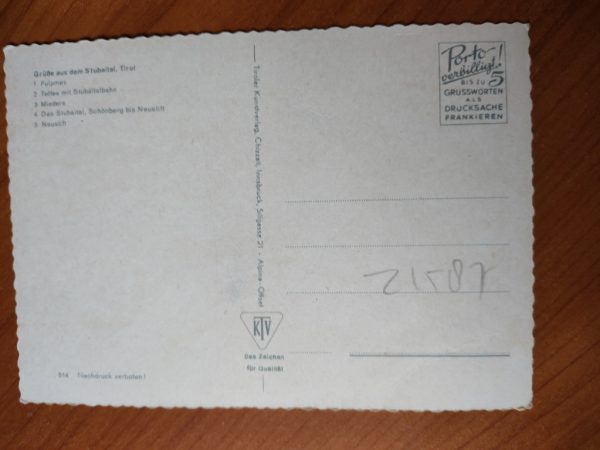 Grüße aus dem Stubaital, Tirol
1 Fulpmes
2 Telfes mit Stubaitalbahn
3 Mieders
4 Das Stubaital, Schönberg bis Neustift
5 Neustift
Tiroler Kunstverlag, Chizzali, Innsbruck, Sillgasse 21 - Alpina-Offset
Porto
verbilligt!
BIS ZU 5
GRUSSWORTEN
ALS
DRUCKSACHE
FRANKIEREN
KTV
Das Zeichen
für Qualität
514 Nachdruck verboten!